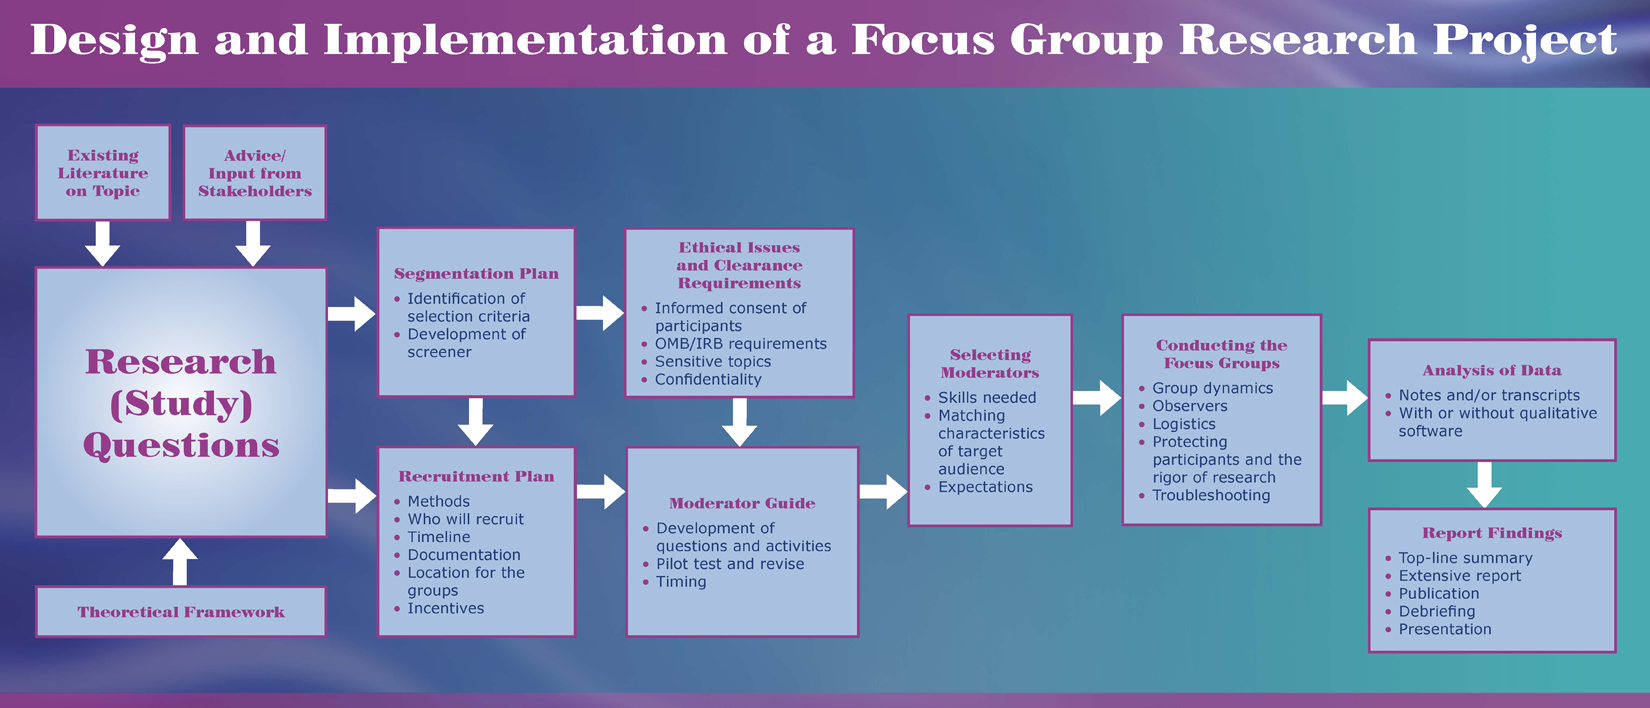 Design and Implementation of a Focus Group Research Project
Existing
Literature
on Topic
Advice/
Input from
Stakeholders
Research
(Study)
Questions
Theoretical Framework
Segmentation Plan
• Identification of
selection criteria
• Development of
screener
Recruitment Plan
• Methods
• Who will recruit
• Timeline
• Documentation
• Location for the
groups
• Incentives
Ethical Issues
and Clearance
Requirements
• Informed consent of
participants
• OMB/IRB requirements
• Sensitive topics
• Confidentiality
Moderator Guide
• Development of
questions and activities
• Pilot test and revise
• Timing
Selecting
Moderators
• Skills needed
• Matching
characteristics
of target
audience
• Expectations
Conducting the
Focus Groups
• Group dynamics
• Observers
• Logistics
• Protecting
participants and the
rigor of research
• Troubleshooting
Analysis of Data
• Notes and/or transcripts
• With or without qualitative
software
Report Findings
• Top-line summary
• Extensive report
• Publication
• Debriefing
• Presentation